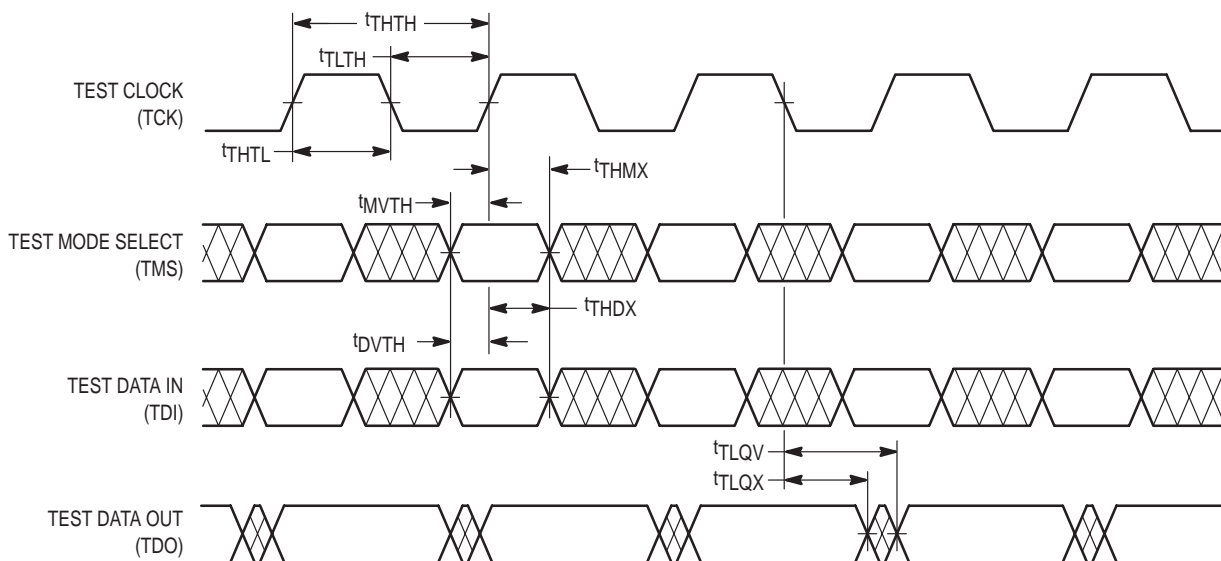 tTHTH
tTLTH
TEST CLOCK
(TCK)
tTHTL
tTHMX
tMVTH
TEST MODE SELECT
(TMS)
tTHDX
tDVTH
TEST DATA IN
(TDI)
tTLQV
tTLQX
TEST DATA OUT
(TDO)